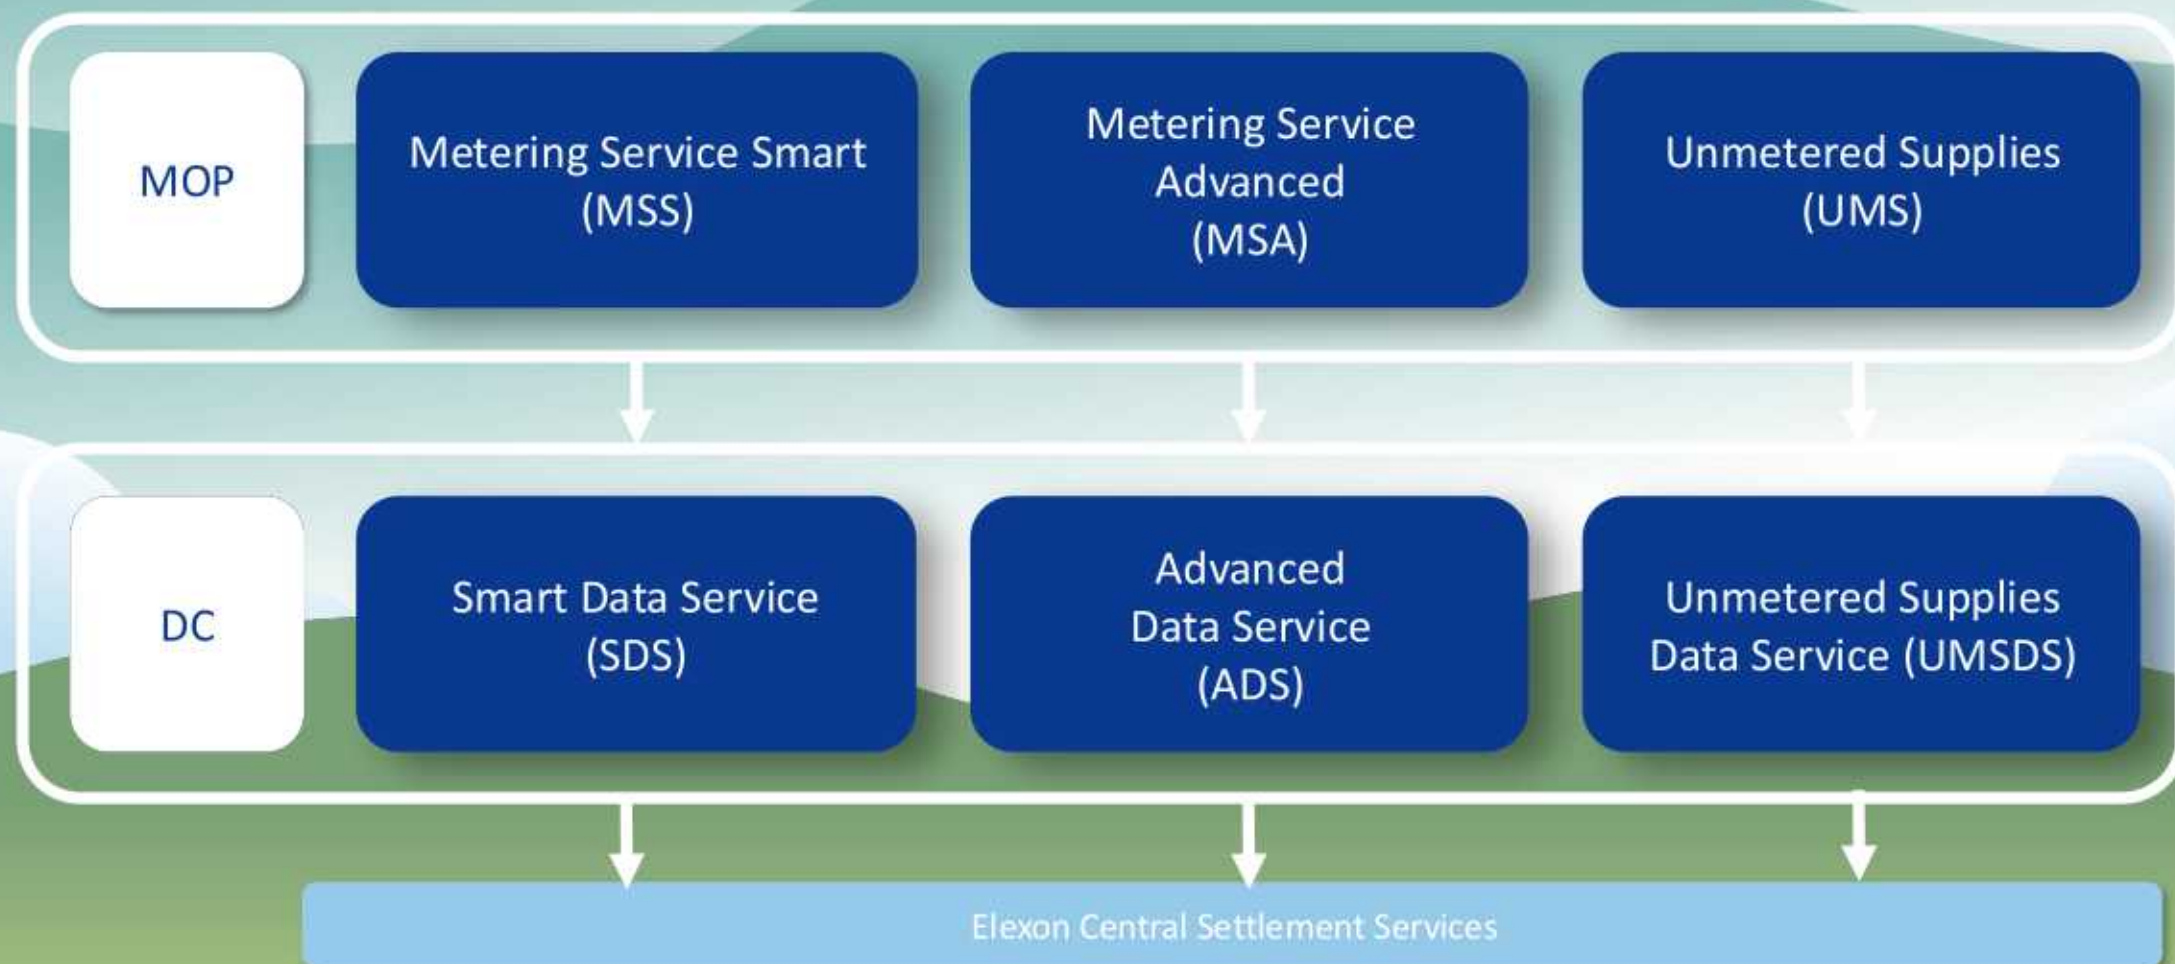 MOP
Metering Service Smart
(MSS)
Metering Service
Advanced
(MSA)
Unmetered Supplies
(UMS)
DC
Smart Data Service
(SDS)
Advanced
Data Service
(ADS)
Unmetered Supplies
Data Service (UMSDS)
Elexon Central Settlement Services